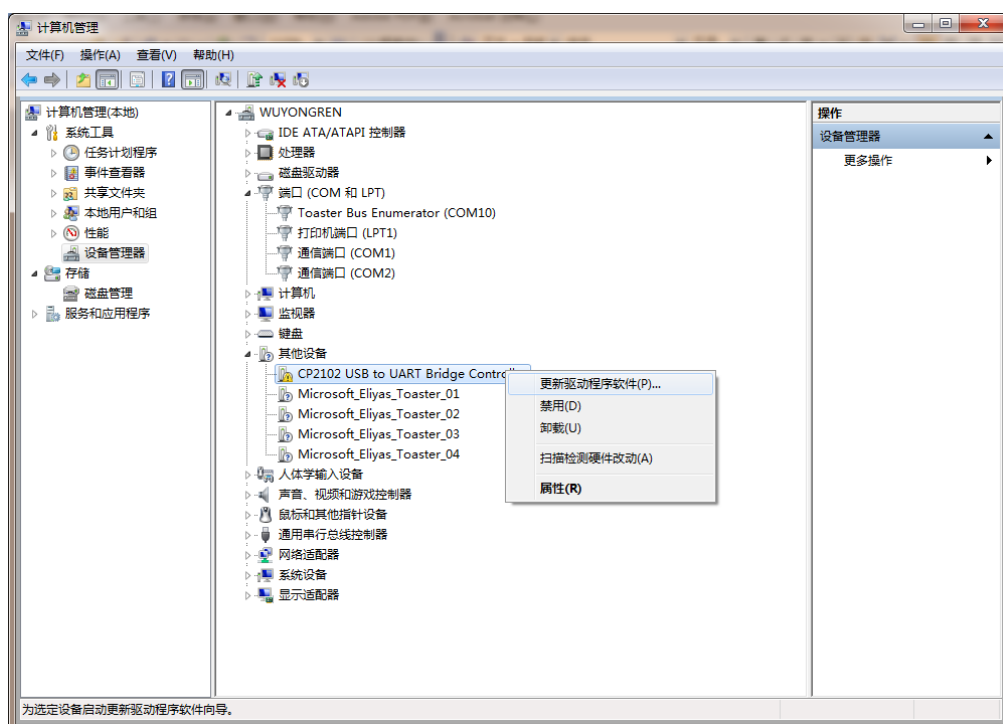 计算机管理
文件(F) 操作(A) 查看(V) 帮助(H)
计算机管理(本地)
系统工具
任务计划程序
事件查看器
共享文件夹
本地用户和组
性能
设备管理器
存储
磁盘管理
服务和应用程序
WUYONGREN
IDE ATA/ATAPI 控制器
处理器
磁盘驱动器
端口 (COM 和 LPT)
Toaster Bus Enumerator (COM10)
打印机端口 (LPT1)
通信端口 (COM1)
通信端口 (COM2)
计算机
监视器
键盘
其他设备
CP2102 USB to UART Bridge Contro
Microsoft_Eliyas_Toaster_01
Microsoft_Eliyas_Toaster_02
Microsoft_Eliyas_Toaster_03
Microsoft_Eliyas_Toaster_04
人体学输入设备
声音、视频和游戏控制器
鼠标和其他指针设备
通用串行总线控制器
网络适配器
系统设备
显示适配器
更新驱动程序软件(P)...
禁用(D)
卸载(U)
扫描检测硬件改动(A)
属性(R)
操作
设备管理器
更多操作
为选定设备启动更新驱动程序软件向导。